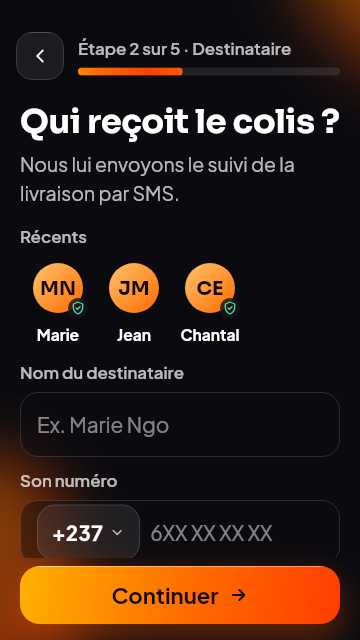 Étape 2 sur 5 · Destinataire
Qui reçoit le colis ?
Nous lui envoyons le suivi de la
livraison par SMS.
Récents
MN JM CE
Marie Jean Chantal
Nom du destinataire
Ex. Marie Ngo
Son numéro
+237 6XX XX XX XX
Continuer →